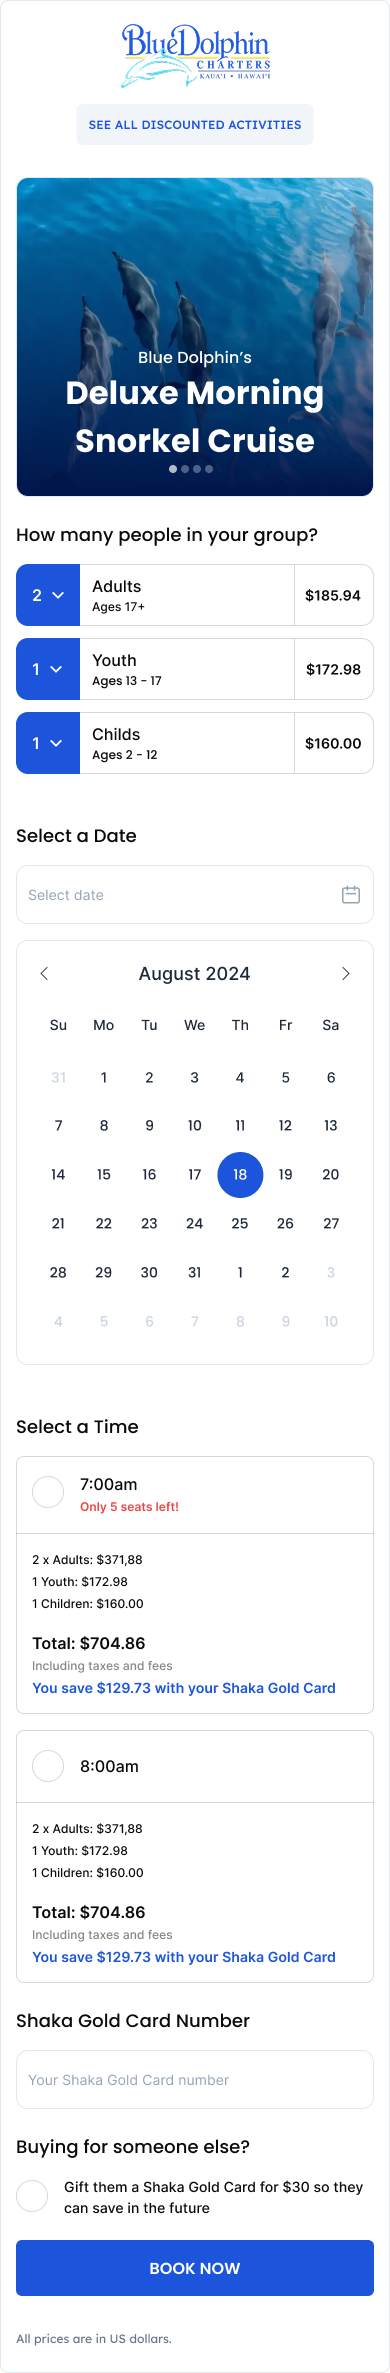 BlueDolphin
CHARTERS
KAUA'I • HAWAI'I
SEE ALL DISCOUNTED ACTIVITIES
Blue Dolphin's
Deluxe Morning
Snorkel Cruise
How many people in your group?
2 Adults $185.94
Ages 17+
1 Youth $172.98
Ages 13 - 17
1 Childs $160.00
Ages 2 - 12
Select a Date
Select date
August 2024
Su Mo Tu We Th Fr Sa
31 1 2 3 4 5 6
7 8 9 10 11 12 13
14 15 16 17 18 19 20
21 22 23 24 25 26 27
28 29 30 31 1 2 3
4 5 6 7 8 9 10
Select a Time
7:00am
Only 5 seats left!
2 x Adults: $371,88
1 Youth: $172.98
1 Children: $160.00
Total: $704.86
Including taxes and fees
You save $129.73 with your Shaka Gold Card
8:00am
2 x Adults: $371,88
1 Youth: $172.98
1 Children: $160.00
Total: $704.86
Including taxes and fees
You save $129.73 with your Shaka Gold Card
Shaka Gold Card Number
Your Shaka Gold Card number
Buying for someone else?
Gift them a Shaka Gold Card for $30 so they
can save in the future
BOOK NOW
All prices are in US dollars.